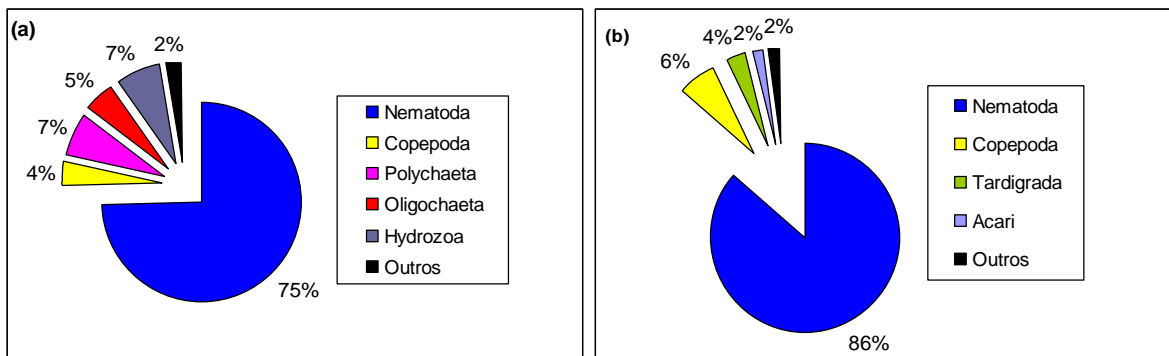 (a)
7%
2%
5%
7%
4%
75%
Nematoda
Copepoda
Polychaeta
Oligochaeta
Hydrozoa
Outros
(b)
4%
2%
2%
6%
86%
Nematoda
Copepoda
Tardigrada
Acari
Outros